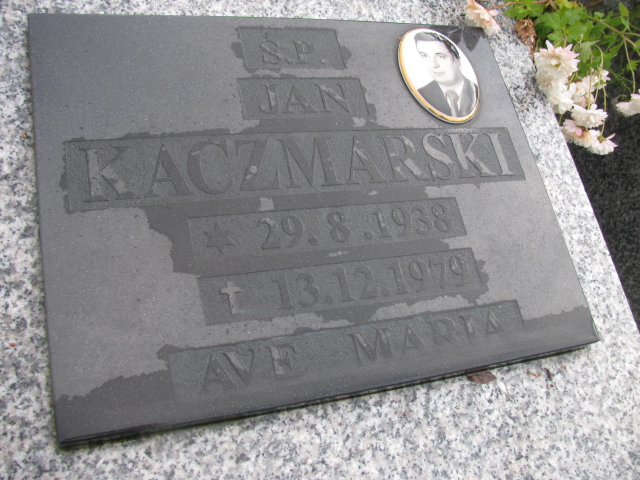 Ś.P.
JAN
KACZMARSKI
✶ 29.8.1938
✝ 13.12.1979
AVE MARIA